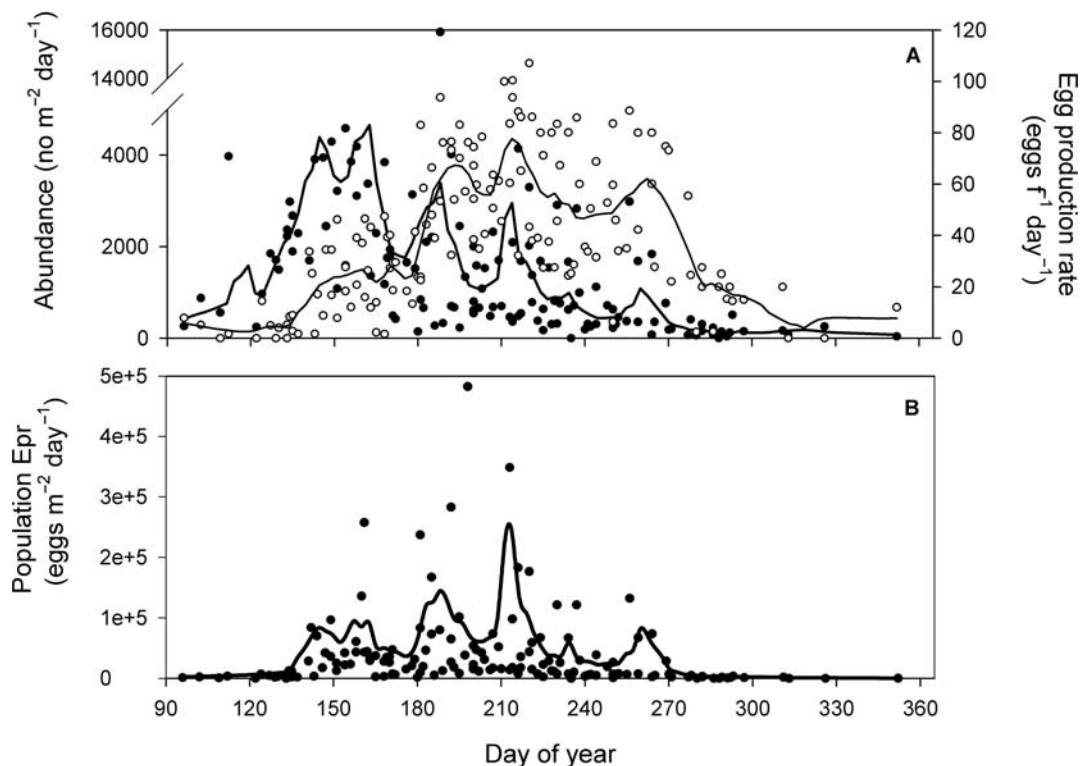 A
Abundance (no m⁻² day⁻¹)
16000
14000
4000
2000
0
120
100
80
60
40
20
0
Egg production rate
(eggs f⁻¹ day⁻¹)
B
Population Epr
(eggs m⁻² day⁻¹)
5e+5
4e+5
3e+5
2e+5
1e+5
0
90 120 150 180 210 240 270 300 330 360
Day of year